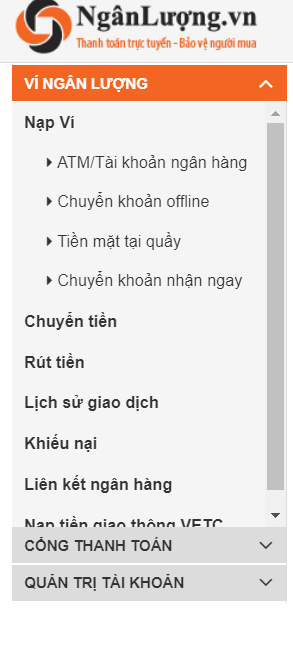 NgânLượng.vn
Thanh toán trực tuyến - Bảo vệ người mua
VÍ NGÂN LƯỢNG
Nạp Ví
ATM/Tài khoản ngân hàng
Chuyển khoản offline
Tiền mặt tại quầy
Chuyển khoản nhận ngay
Chuyển tiền
Rút tiền
Lịch sử giao dịch
Khiếu nại
Liên kết ngân hàng
Nạp tiền giao thông VETC
CỔNG THANH TOÁN
QUẢN TRỊ TÀI KHOẢN